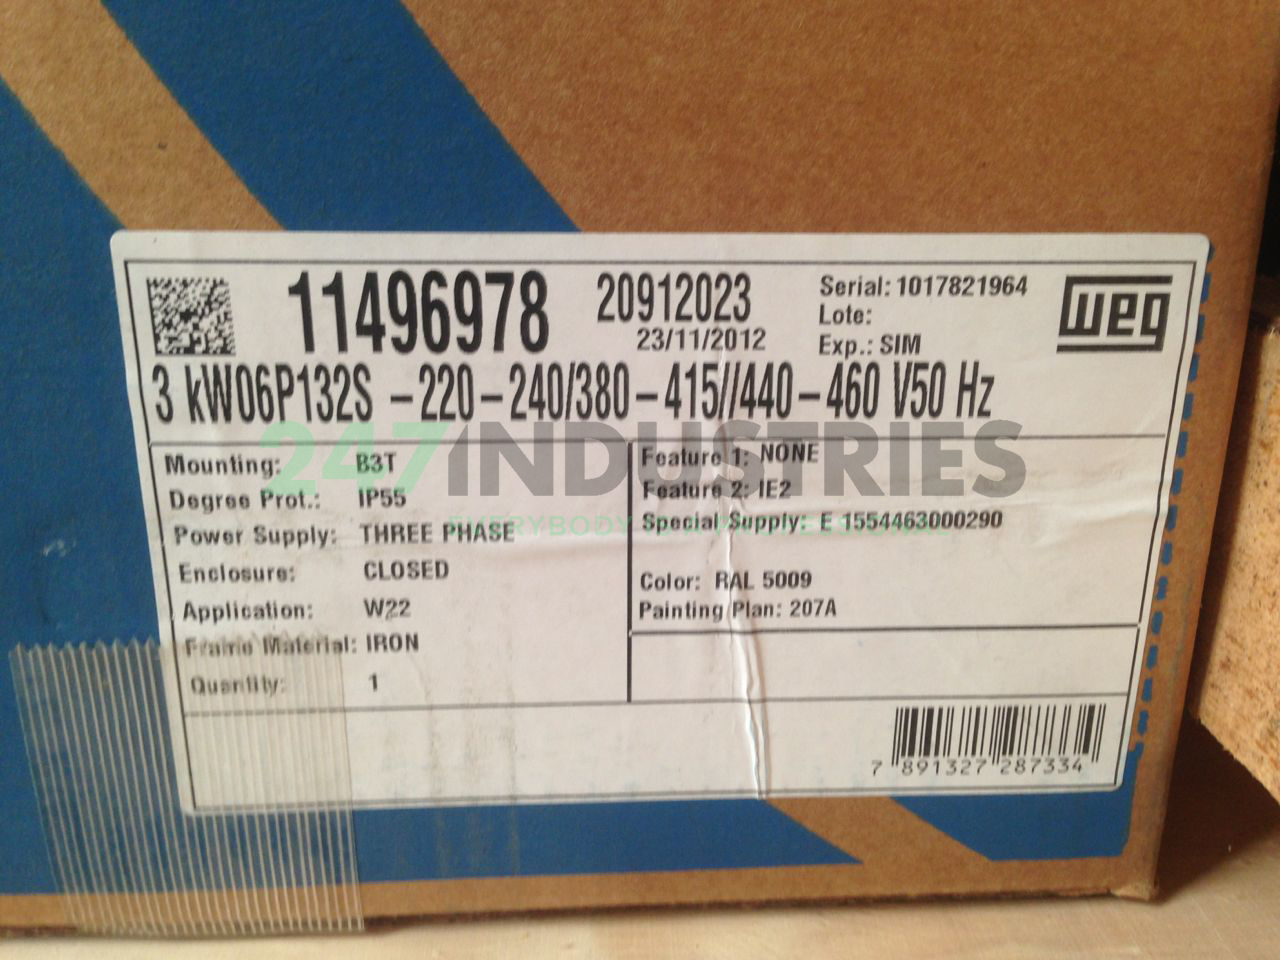 11496978 20912023 Serial: 1017821964 weg
23/11/2012 Lote:
Exp.: SIM
3 kW06P132S -220-240/380-415//440-460 V50 Hz
Mounting: B3T
Degree Prot.: IP55
Power Supply: THREE PHASE
Enclosure: CLOSED
Application: W22
Frame Material: IRON
Quantity: 1
Feature 1: NONE
Feature 2: IE2
Special Supply: E 1554463000290
Color: RAL 5009
Painting Plan: 207A
247INDUSTRIES
EVERYBODY
7 891327 287334